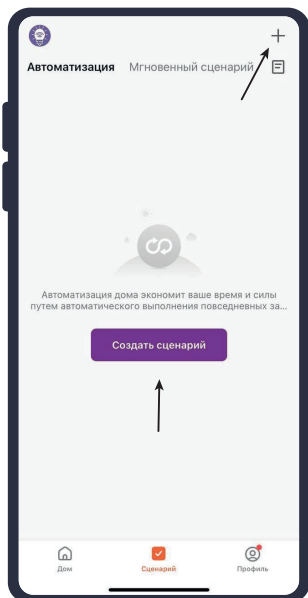 Автоматизация Мгновенный сценарий
Автоматизация дома экономит ваше время и силы
путем автоматического выполнения повседневных за...
Создать сценарий
Дом Сценарий Профиль